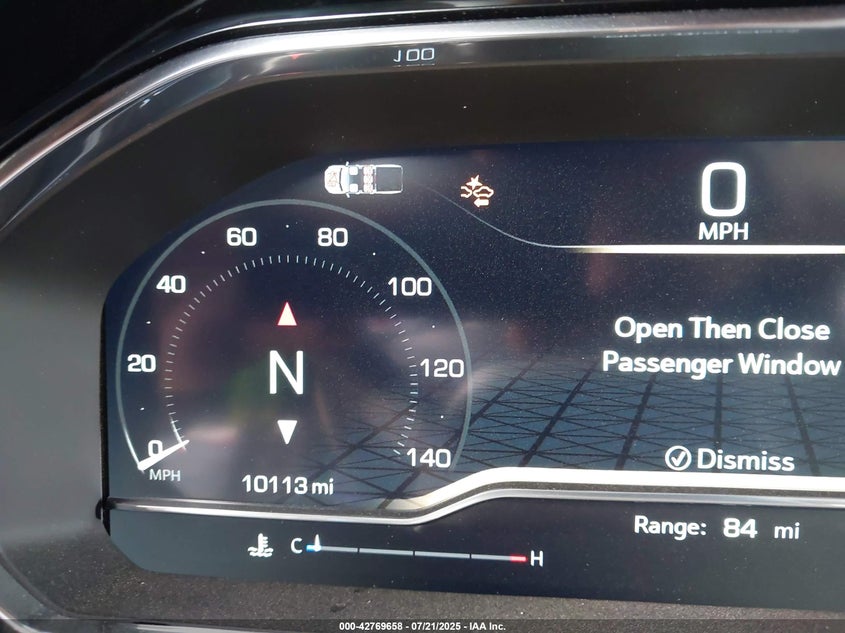 JOO
0
MPH
60 80
40 100
Open Then Close
Passenger Window
20 N 120
0 140
MPH
Dismiss
10113 mi
Range: 84 mi
C H
000-42769658 - 07/21/2025 - IAA Inc.